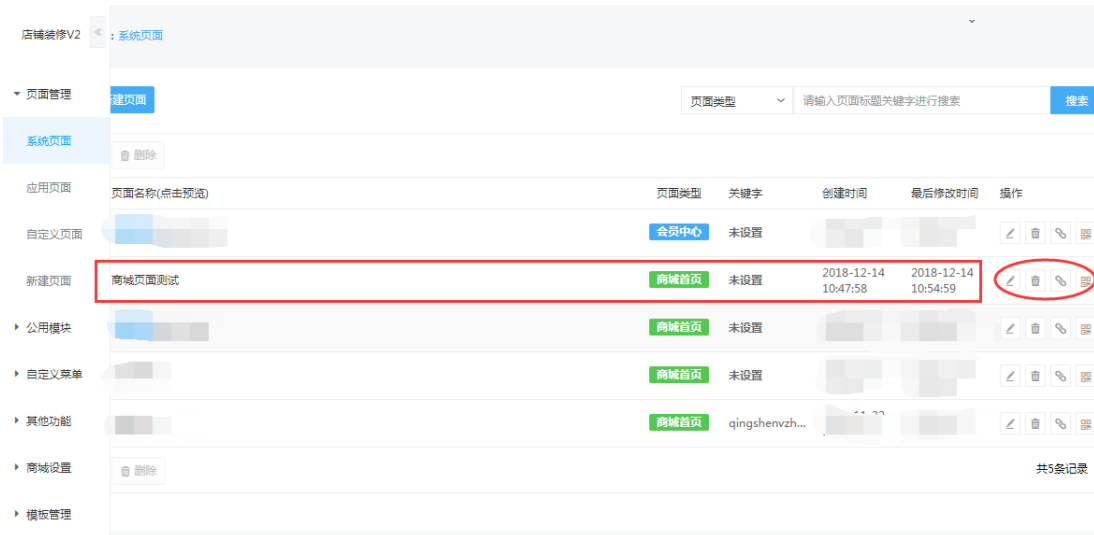 店铺装修V2
: 系统页面
页面管理
建页面
页面类型
请输入页面标题关键字进行搜索
搜索
系统页面
删除
应用页面
页面名称(点击预览)
页面类型
关键字
创建时间
最后修改时间
操作
自定义页面
会员中心
未设置
新建页面
商城页面测试
商城首页
未设置
2018-12-14
10:47:58
2018-12-14
10:54:59
公用模块
商城首页
未设置
自定义菜单
商城首页
未设置
其他功能
商城首页
qingshenvzh...
商城设置
删除
共5条记录
模板管理